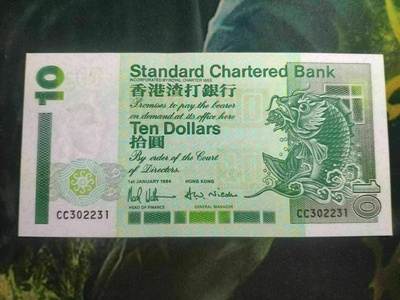 10
Standard Chartered Bank
INCORPORATED BY ROYAL CHARTER 1853
香港渣打銀行
Promises to pay the bearer
on demand at its office here
Ten Dollars
拾圓
By order of the Court
of Directors.
1st JANUARY 1994 HONG KONG
HEAD OF FINANCE GENERAL MANAGER
CC302231 CC302231
10